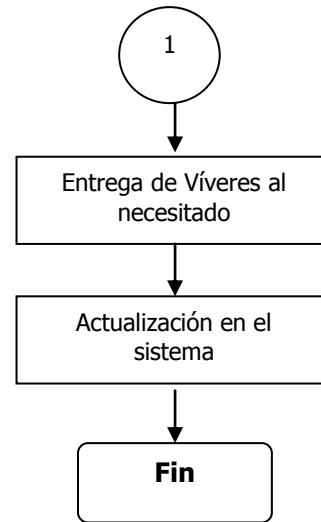 1
Entrega de Víveres al
necesitado
Actualización en el
sistema
Fin